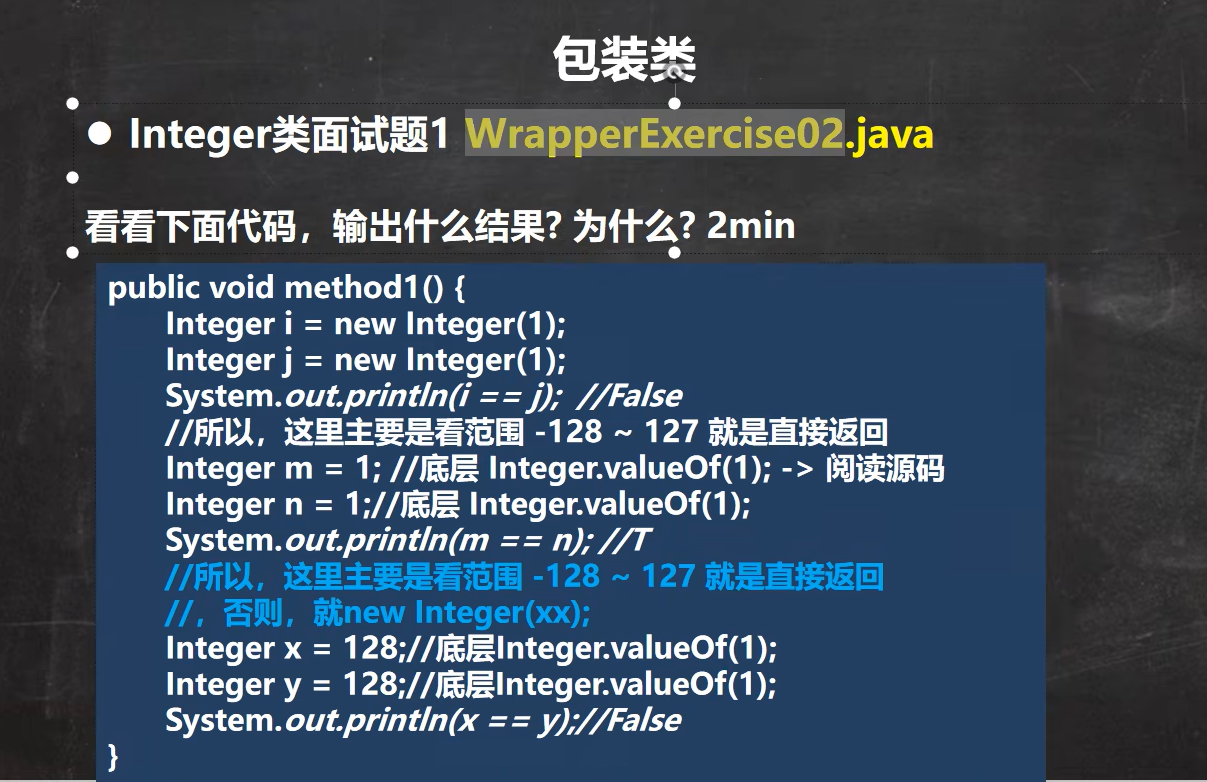 包装类
● Integer类面试题1 WrapperExercise02.java
看看下面代码，输出什么结果? 为什么? 2min
public void method1() {
Integer i = new Integer(1);
Integer j = new Integer(1);
System.out.println(i == j); //False
//所以，这里主要是看范围 -128 ~ 127 就是直接返回
Integer m = 1; //底层 Integer.valueOf(1); -> 阅读源码
Integer n = 1;//底层 Integer.valueOf(1);
System.out.println(m == n); //T
//所以，这里主要是看范围 -128 ~ 127 就是直接返回
//，否则，就new Integer(xx);
Integer x = 128;//底层Integer.valueOf(1);
Integer y = 128;//底层Integer.valueOf(1);
System.out.println(x == y);//False
}